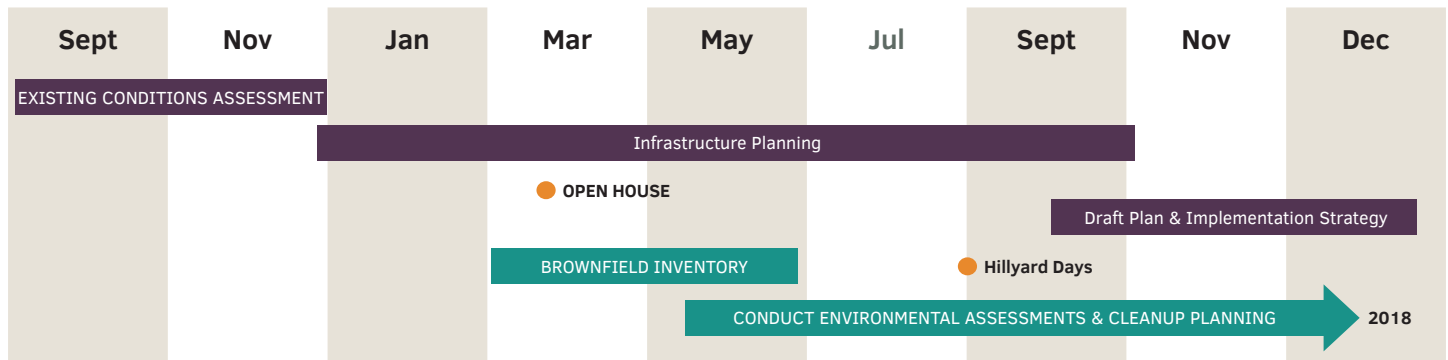 Sept Nov Jan Mar May Jul Sept Nov Dec
EXISTING CONDITIONS ASSESSMENT
Infrastructure Planning
OPEN HOUSE
Draft Plan & Implementation Strategy
BROWNFIELD INVENTORY
Hillyard Days
CONDUCT ENVIRONMENTAL ASSESSMENTS & CLEANUP PLANNING
2018